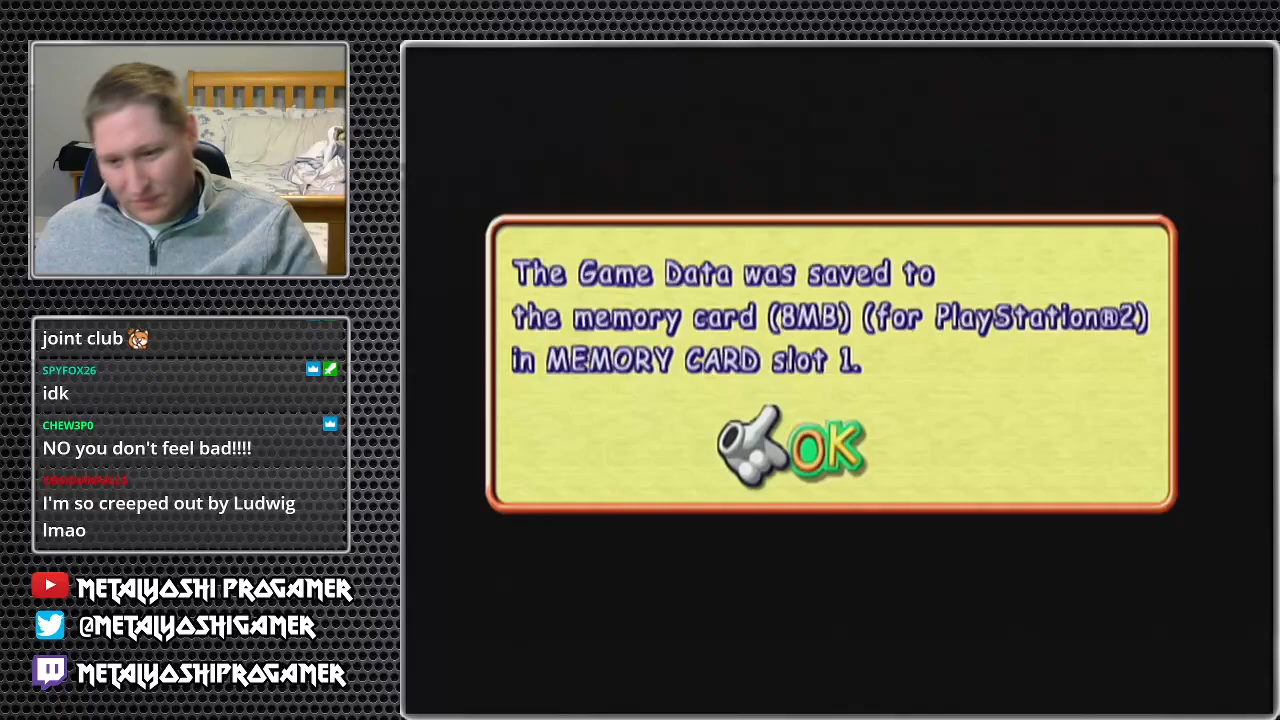 joint club
SPYFOX26
idk
CHEW3P0
NO you don't feel bad!!!!
I'm so creeped out by Ludwig
lmao
METALYOSHI PROGAMER
@METALYOSHIGAMER
METALYOSHIPROGAMER
The Game Data was saved to
the memory card (8MB) (for PlayStation®2)
in MEMORY CARD slot 1.
OK